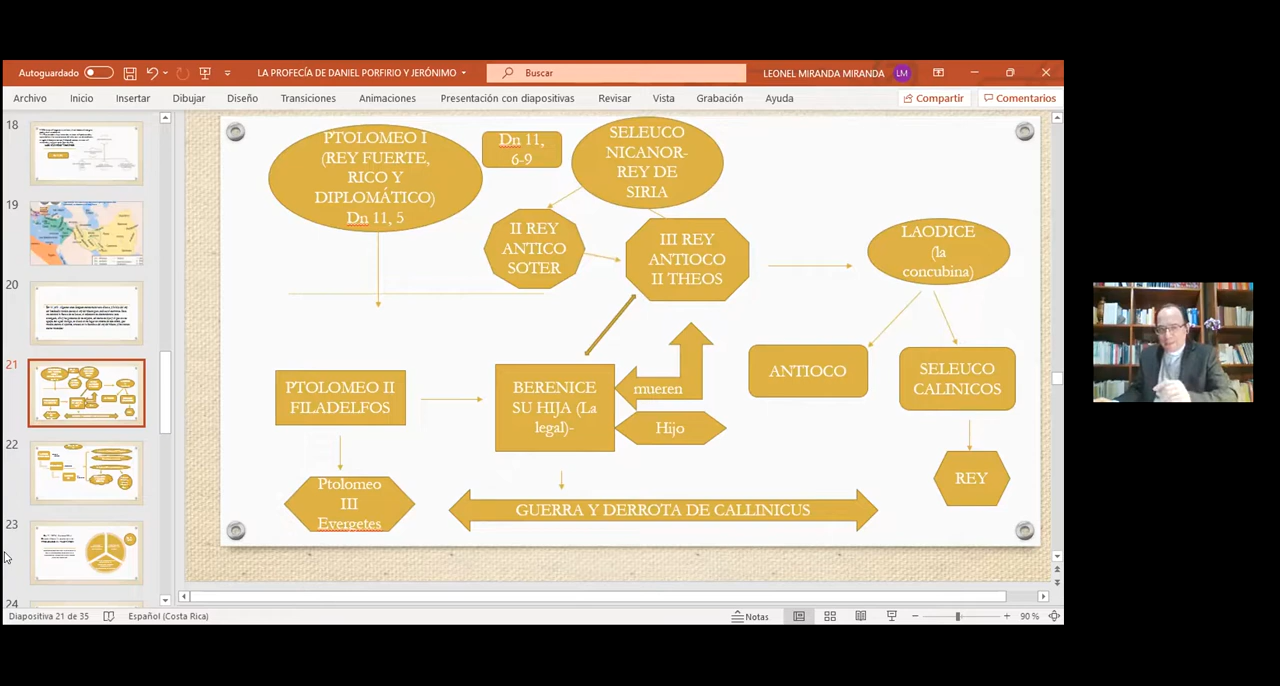 Autoguardado
LA PROFECÍA DE DANIEL PORFIRIO Y JERÓNIMO
Buscar
LEONEL MIRANDA MIRANDA
LM
Archivo
Inicio
Insertar
Dibujar
Diseño
Transiciones
Animaciones
Presentación con diapositivas
Revisar
Vista
Grabación
Ayuda
Compartir
Comentarios
18
19
20
21
22
23
24
PTOLOMEO I
(REY FUERTE,
RICO Y
DIPLOMÁTICO)
Dn 11, 5
Dn 11,
6-9
SELEUCO
NICANOR-
REY DE
SIRIA
II REY
ANTICO
SOTER
III REY
ANTIOCO
II THEOS
LAODICE
(la
concubina)
ANTIOCO
SELEUCO
CALINICOS
REY
PTOLOMEO II
FILADELFOS
BERENICE
SU HIJA (La
legal)-
mueren
Hijo
Ptolomeo
III
Evergetes
GUERRA Y DERROTA DE CALLINICUS
Diapositiva 21 de 35
Español (Costa Rica)
Notas
90 %